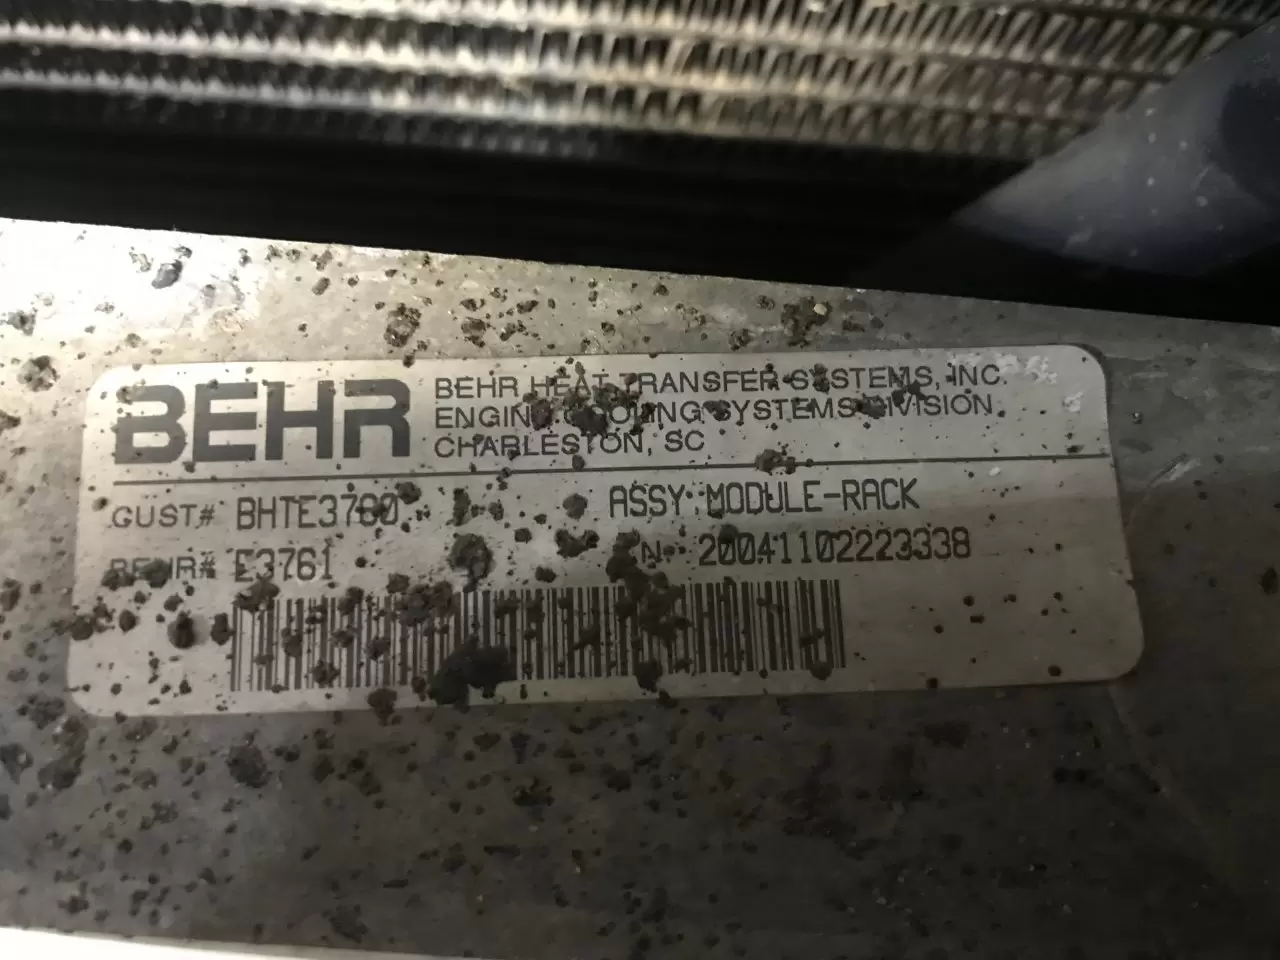 BEHR
BEHR HEAT TRANSFER SYSTEMS, INC.
ENGINE COOLING SYSTEMS DIVISION
CHARLESTON, SC
CUST# BHTE3760
ASSY:MODULE-RACK
BEHR# E3761
20041102223338